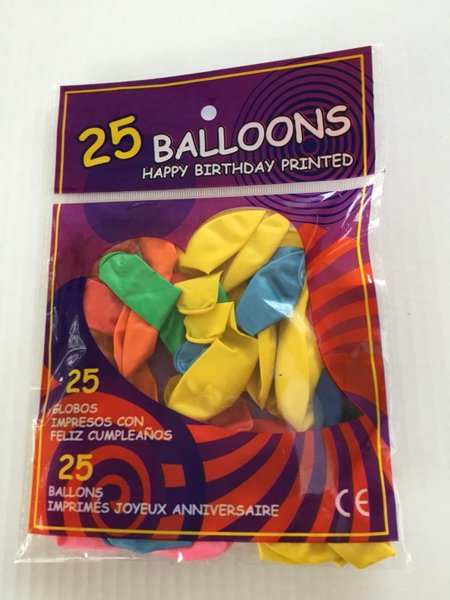 25 BALLOONS
HAPPY BIRTHDAY PRINTED
25
GLOBOS
IMPRESOS CON
FELIZ CUMPLEAÑOS
25
BALLONS
IMPRIMÉS JOYEUX ANNIVERSAIRE
CE